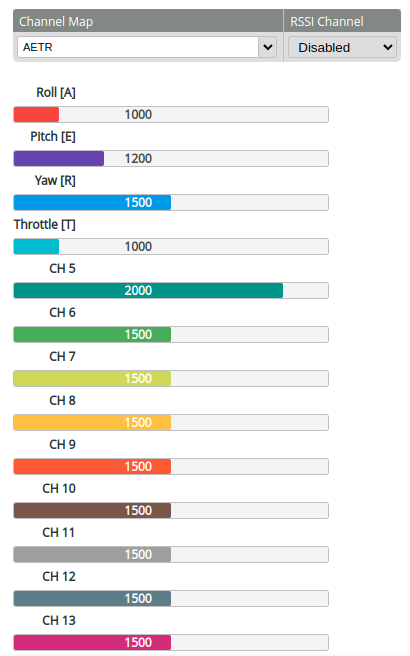 Channel Map RSSI Channel
AETR Disabled
Roll [A]
1000
Pitch [E]
1200
Yaw [R]
1500
Throttle [T]
1000
CH 5
2000
CH 6
1500
CH 7
1500
CH 8
1500
CH 9
1500
CH 10
1500
CH 11
1500
CH 12
1500
CH 13
1500